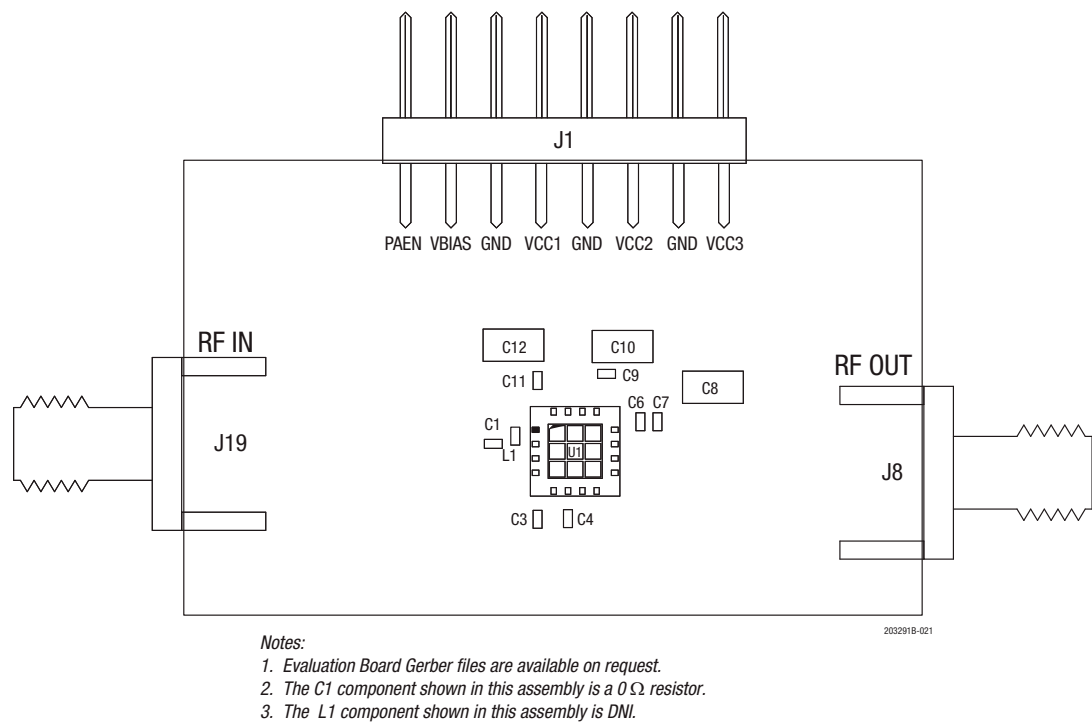 J1
PAEN VBIAS GND VCC1 GND VCC2 GND VCC3
RF IN
C12
C10
C11
C9
C8
RF OUT
C6 C7
C1
L1
U1
J19
J8
C3
C4
203291B-021
Notes:
1. Evaluation Board Gerber files are available on request.
2. The C1 component shown in this assembly is a 0 Ω resistor.
3. The L1 component shown in this assembly is DNI.